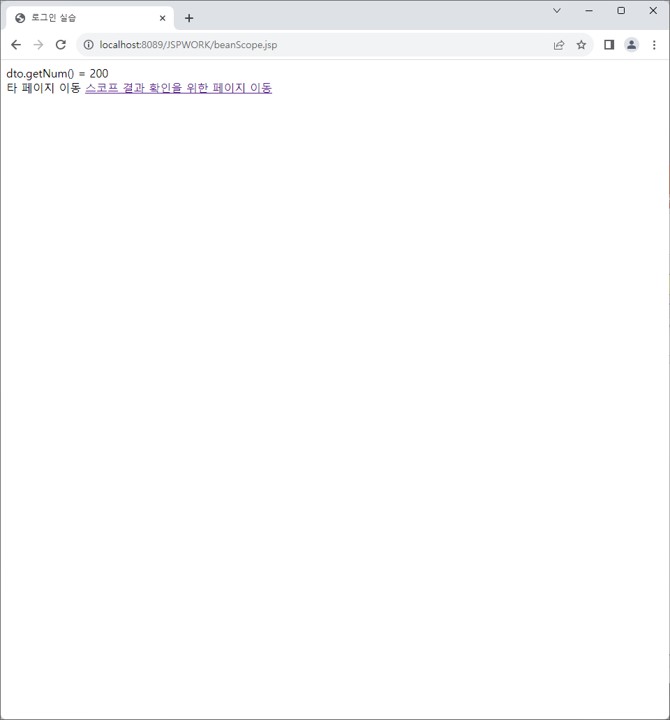 로그인 실습
localhost:8089/JSPWORK/beanScope.jsp
dto.getNum() = 200
타 페이지 이동 스코프 결과 확인을 위한 페이지 이동